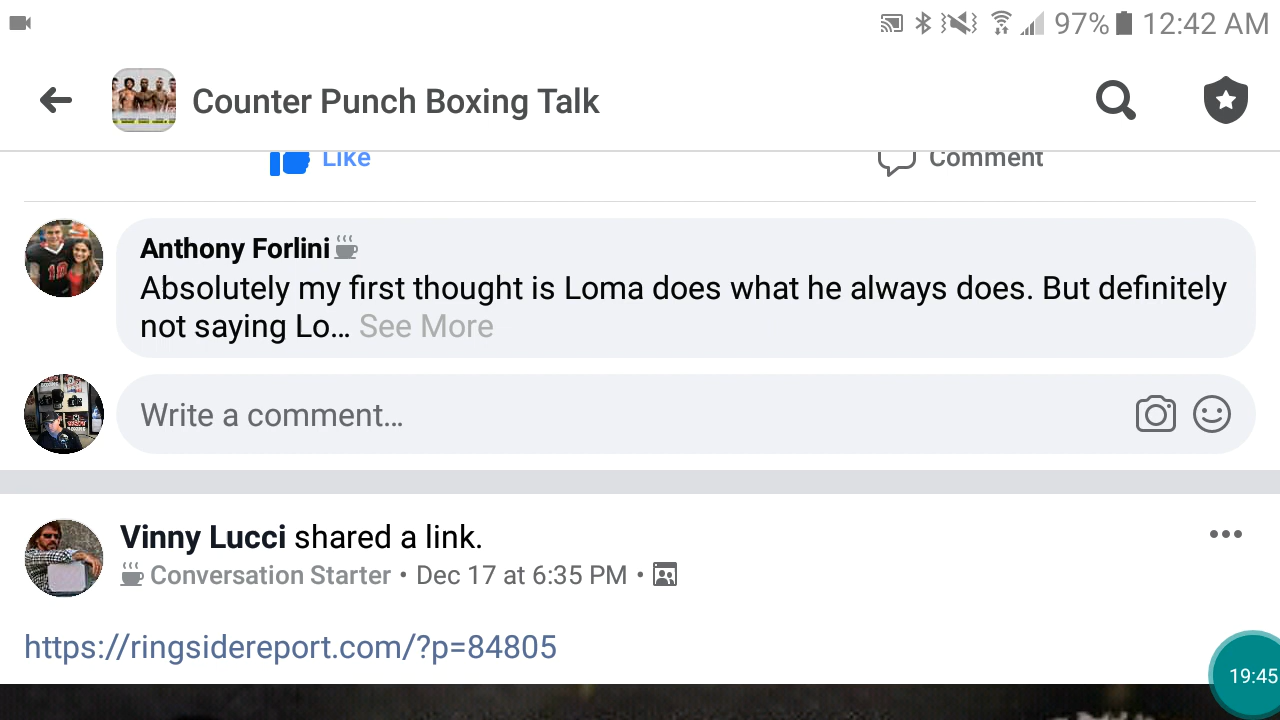 97% 12:42 AM
Counter Punch Boxing Talk
Like Comment
Anthony Forlini
Absolutely my first thought is Loma does what he always does. But definitely
not saying Lo... See More
Write a comment...
Vinny Lucci shared a link.
Conversation Starter • Dec 17 at 6:35 PM •
https://ringsidereport.com/?p=84805
19:45